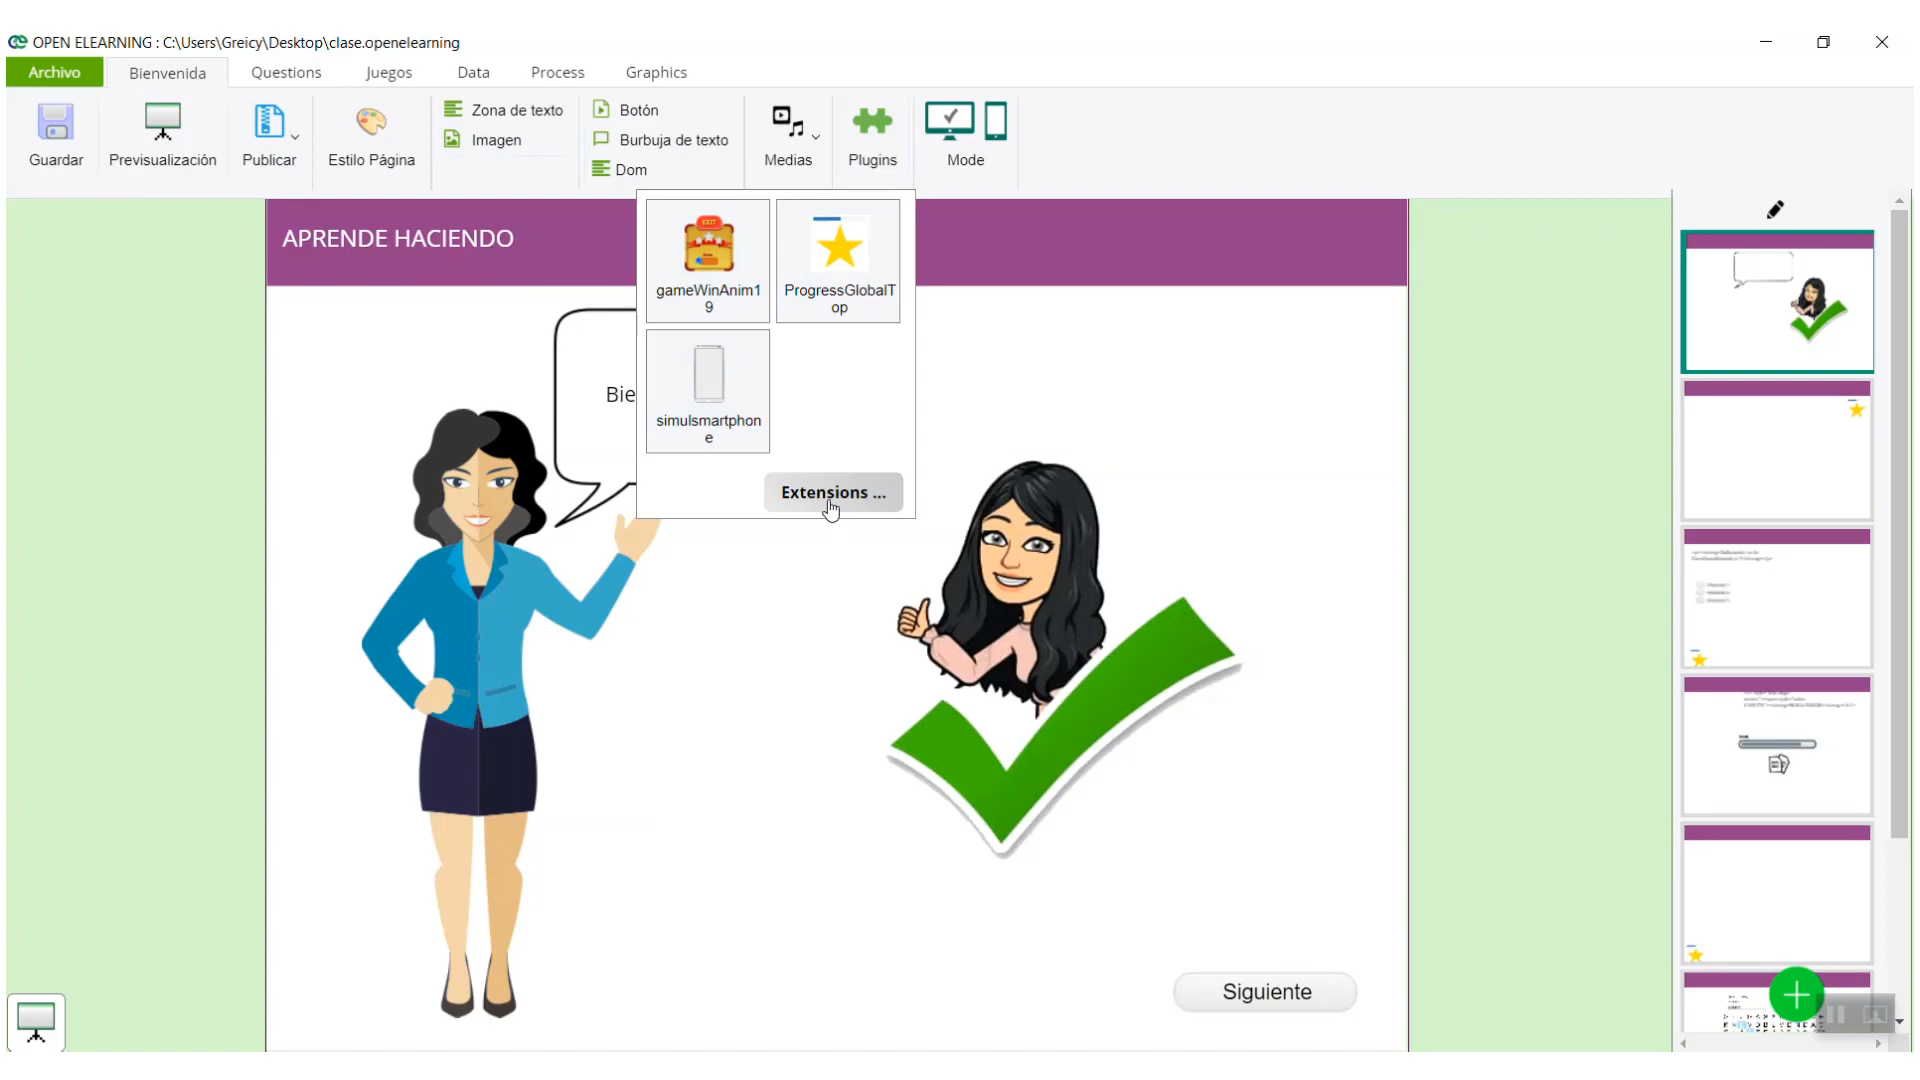 OPEN ELEARNING : C:\Users\Greicy\Desktop\clase.openelearning
Archivo
Bienvenida
Questions
Juegos
Data
Process
Graphics
Guardar
Previsualización
Publicar
Estilo Página
Zona de texto
Imagen
Botón
Burbuja de texto
Dom
Medias
Plugins
Mode
APRENDE HACIENDO
gameWinAnim1
9
ProgressGlobalT
op
simulsmartphon
e
Extensions ...
Bie
Siguiente